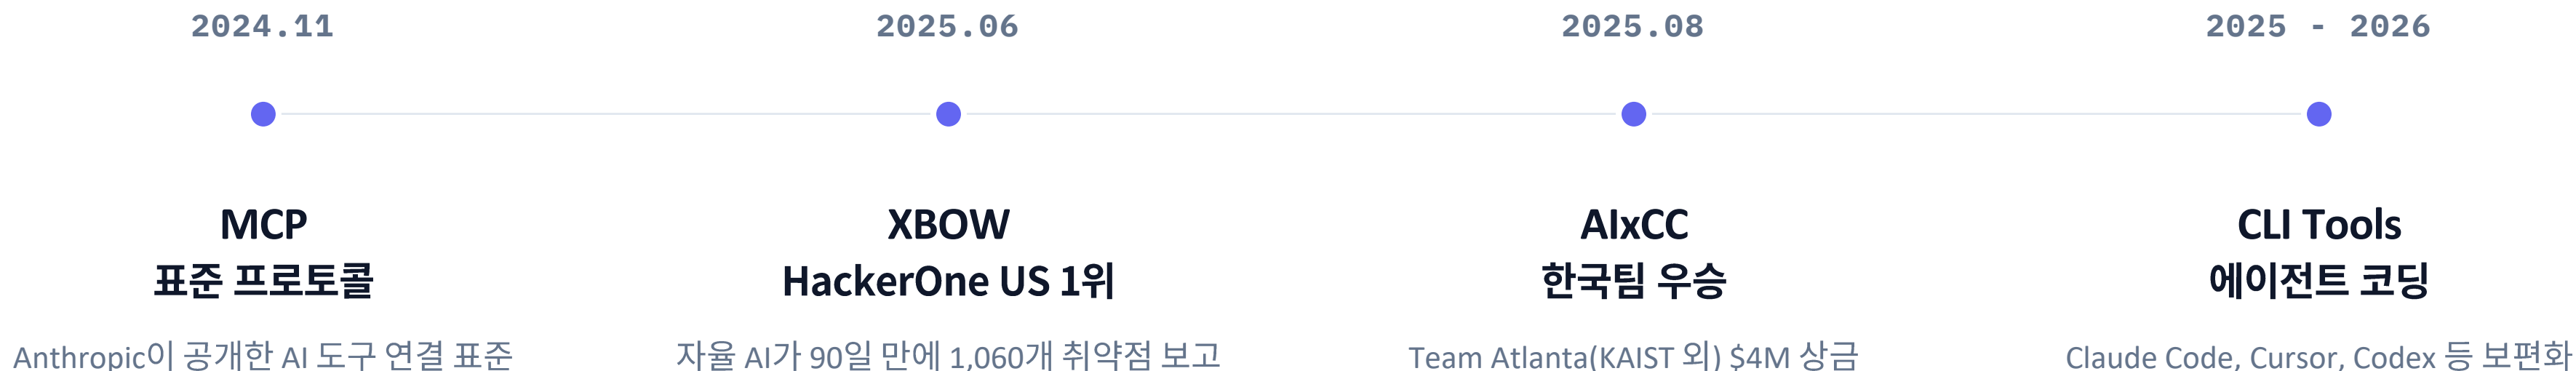 2024.11
2025.06
2025.08
2025 - 2026
MCP
표준 프로토콜
Anthropic이 공개한 AI 도구 연결 표준
XBOW
HackerOne US 1위
자율 AI가 90일 만에 1,060개 취약점 보고
AIxCC
한국팀 우승
Team Atlanta(KAIST 외) $4M 상금
CLI Tools
에이전트 코딩
Claude Code, Cursor, Codex 등 보편화